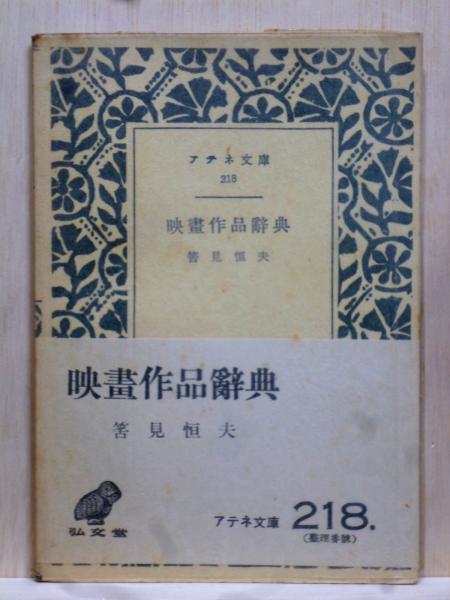 アテネ文庫
218
映畫作品辭典
筈見恒夫
映畫作品辭典
筈見恒夫
弘文堂
アテネ文庫 218.
(整理番號)